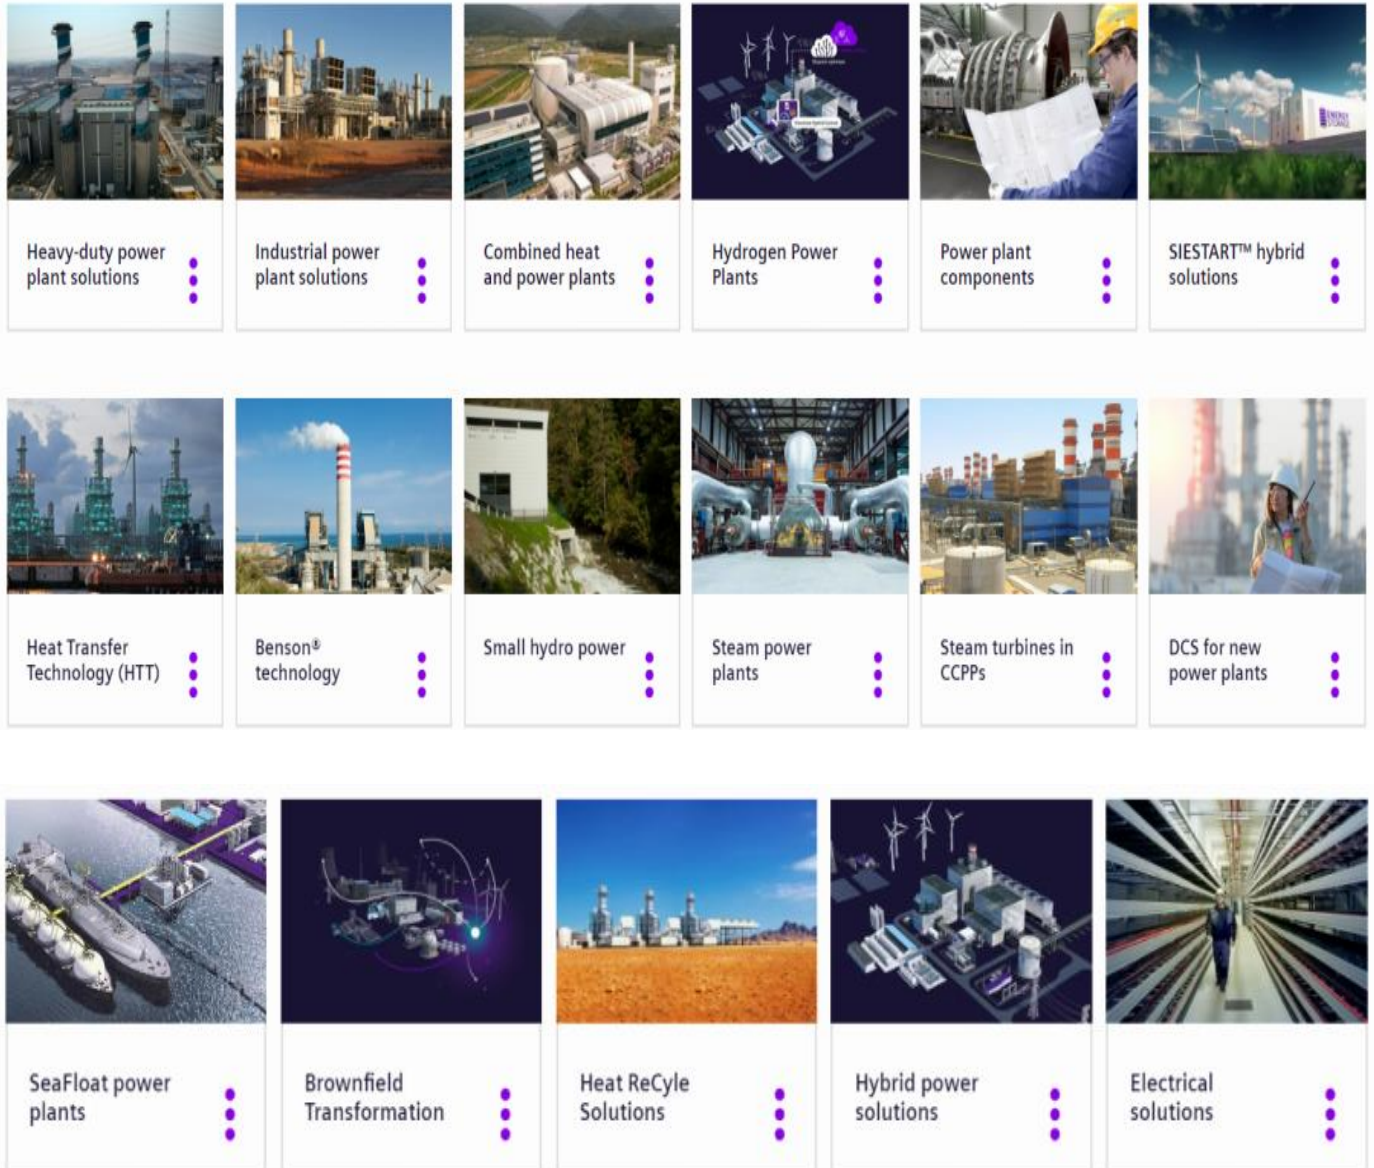 Heavy-duty power
plant solutions
Industrial power
plant solutions
Combined heat
and power plants
Hydrogen Power
Plants
Power plant
components
ENERGY
STORAGE
SIESTART™ hybrid
solutions
Heat Transfer
Technology (HTT)
Benson®
technology
Small hydro power
Steam power
plants
Steam turbines in
CCPPs
DCS for new
power plants
SeaFloat power
plants
Brownfield
Transformation
Heat ReCyle
Solutions
Hybrid power
solutions
Electrical
solutions